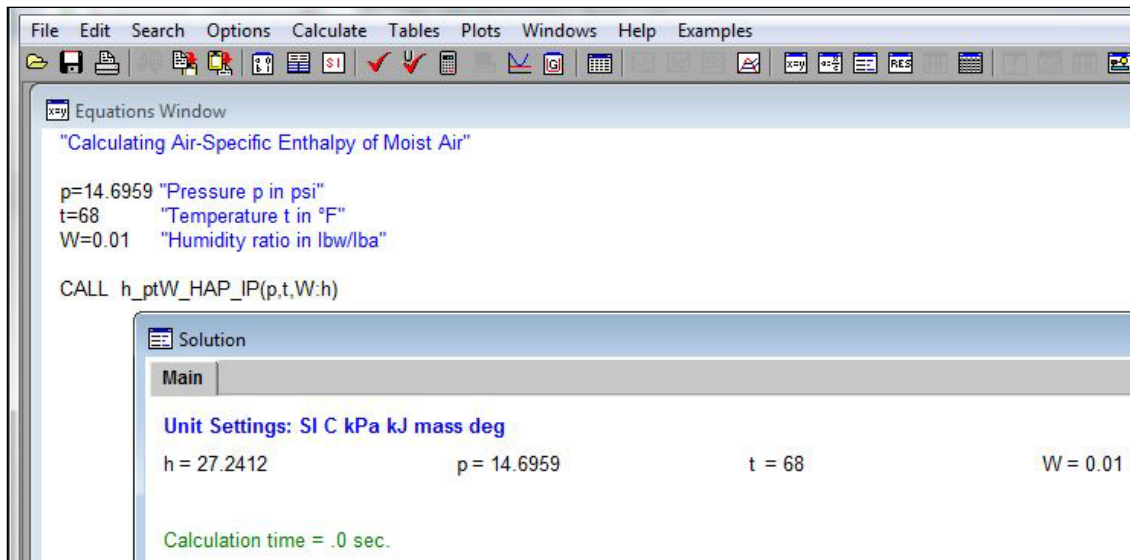 File Edit Search Options Calculate Tables Plots Windows Help Examples
SI RES
x=y Equations Window
"Calculating Air-Specific Enthalpy of Moist Air"
p=14.6959 "Pressure p in psi"
t=68 "Temperature t in °F"
W=0.01 "Humidity ratio in lbw/lba"
CALL h_ptW_HAP_IP(p,t,W:h)
Solution
Main
Unit Settings: SI C kPa kJ mass deg
h = 27.2412 p = 14.6959 t = 68 W = 0.01
Calculation time = .0 sec.